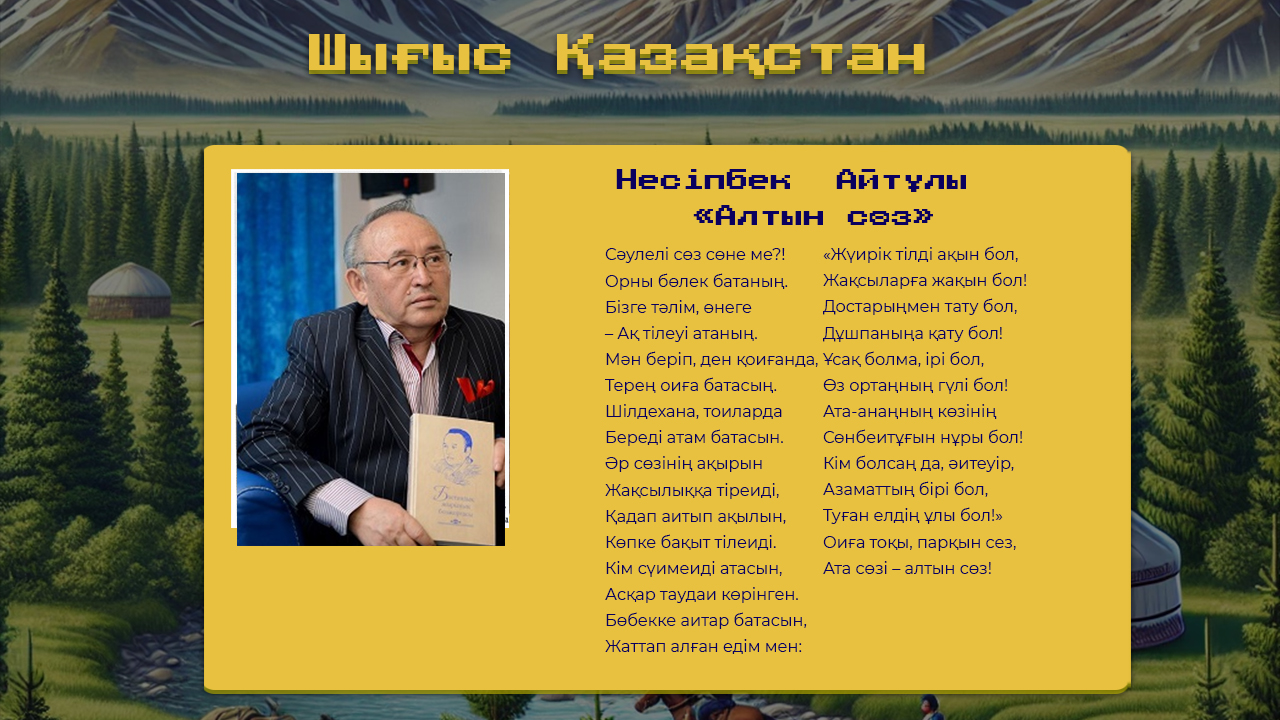 Шығыс Қазақстан
Несіпбек Айтұлы
«Алтын сөз»
Сәулелі сөз сөне ме?!
Орны бөлек батаның.
Бізге тәлім, өнеге
– Ақ тілеуі атаның.
Мән беріп, ден қоиғанда,
Терең оиға батасың.
Шілдехана, тоиларда
Береді атам батасын.
Әр сөзінің ақырын
Жақсылыққа тіреиді,
Қадап аитып ақылын,
Көпке бақыт тілеиді.
Кім сүимеиді атасын,
Асқар таудаи көрінген.
Бөбекке аитар батасын,
Жаттап алған едім мен:
«Жүирік тілді ақын бол,
Жақсыларға жақын бол!
Достарыңмен тату бол,
Дұшпаныңа қату бол!
Ұсақ болма, ірі бол,
Өз ортаңның гүлі бол!
Ата-анаңның көзінің
Сөнбеитұғын нұры бол!
Кім болсаң да, әитеуір,
Азаматтың бірі бол,
Туған елдің ұлы бол!»
Оиға тоқы, парқын сез,
Ата сөзі – алтын сөз!